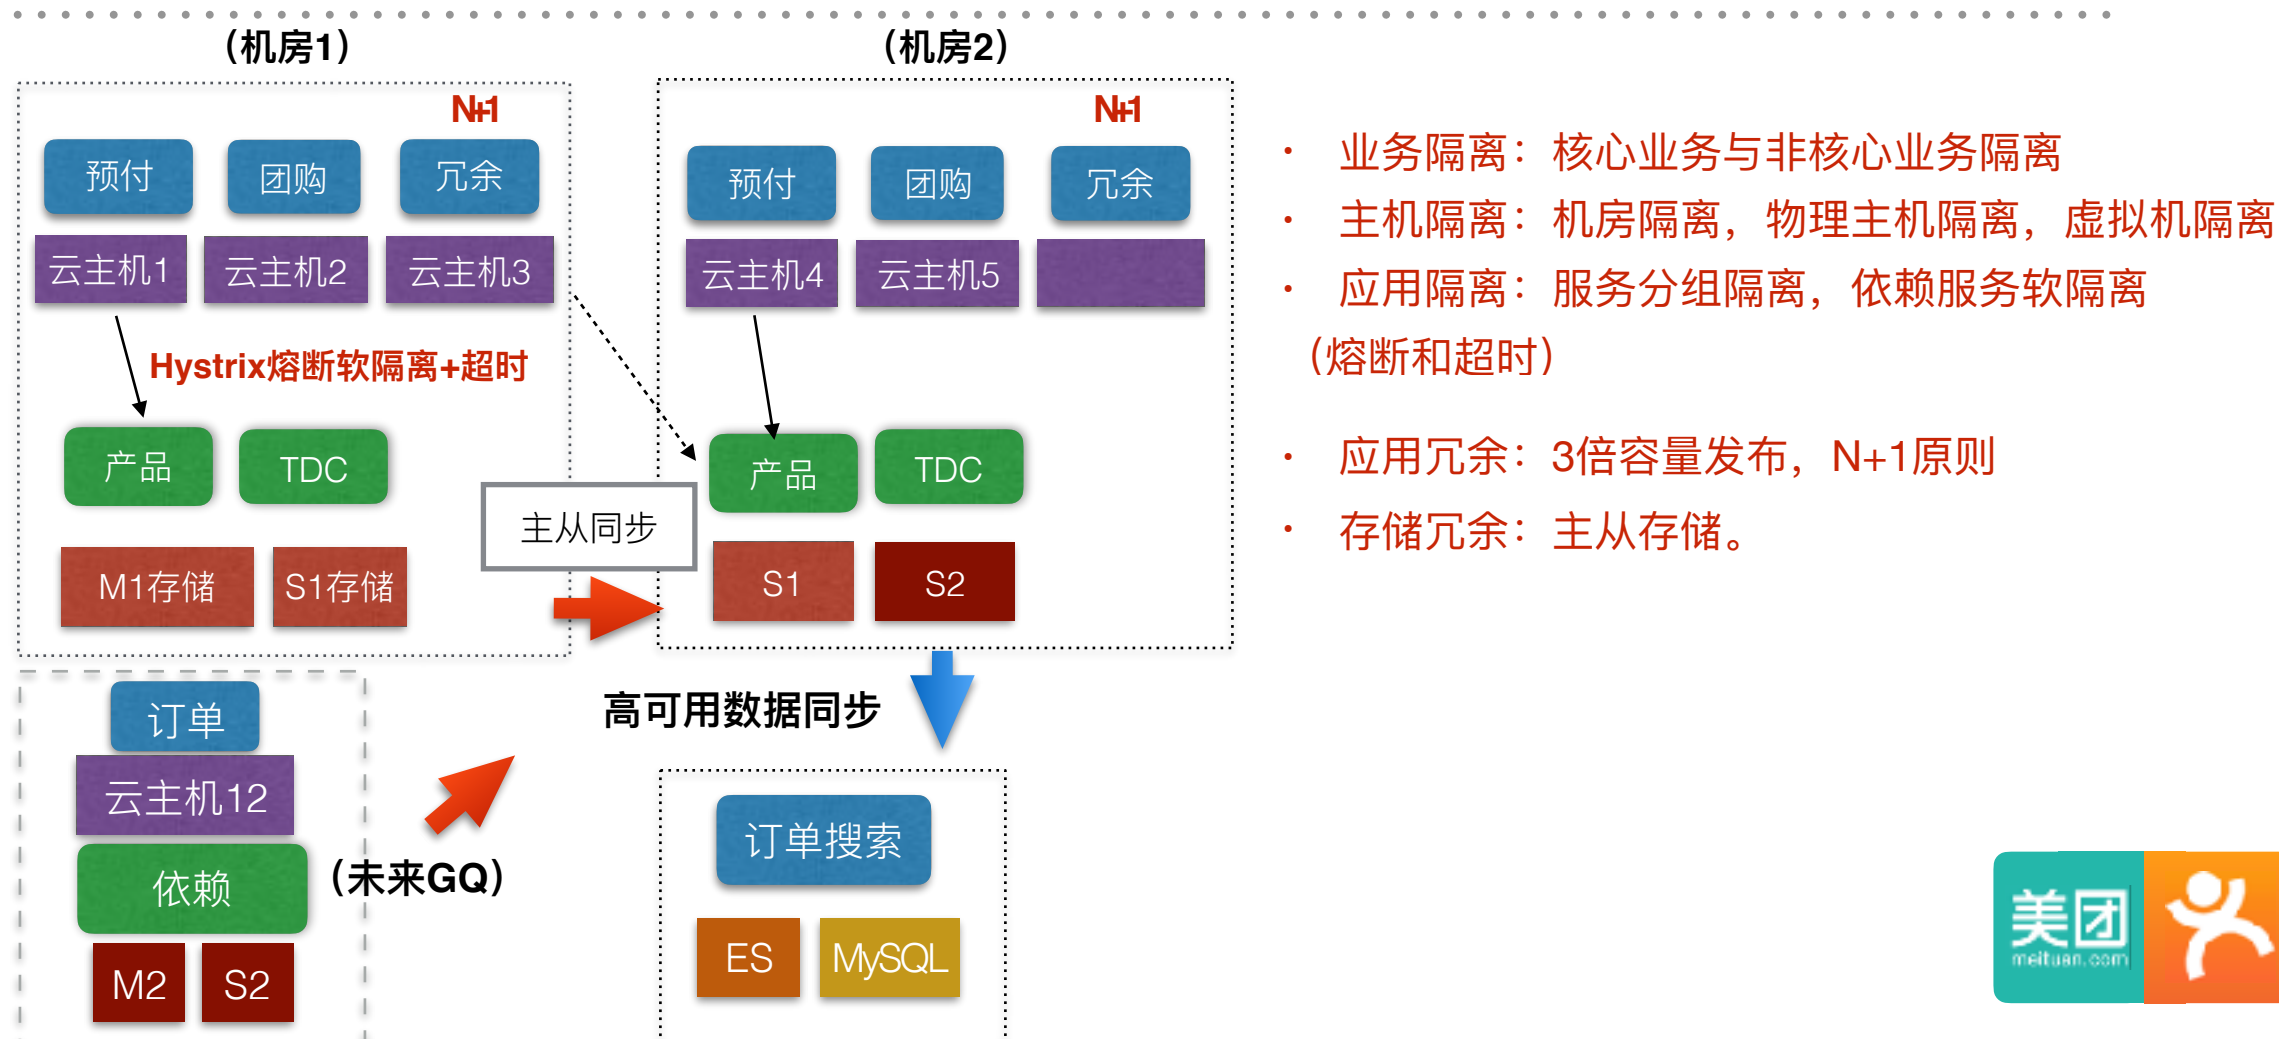 （机房1）
（机房2）
N+1
N+1
预付
团购
冗余
预付
团购
冗余
云主机1
云主机2
云主机3
云主机4
云主机5
Hystrix熔断软隔离+超时
产品
TDC
产品
TDC
主从同步
M1存储
S1存储
S1
S2
· 业务隔离：核心业务与非核心业务隔离
· 主机隔离：机房隔离，物理主机隔离，虚拟机隔离
· 应用隔离：服务分组隔离，依赖服务软隔离
（熔断和超时）
· 应用冗余：3倍容量发布，N+1原则
· 存储冗余：主从存储。
高可用数据同步
订单
云主机12
依赖
（未来GQ）
M2
S2
订单搜索
ES
MySQL
美团
meituan.com